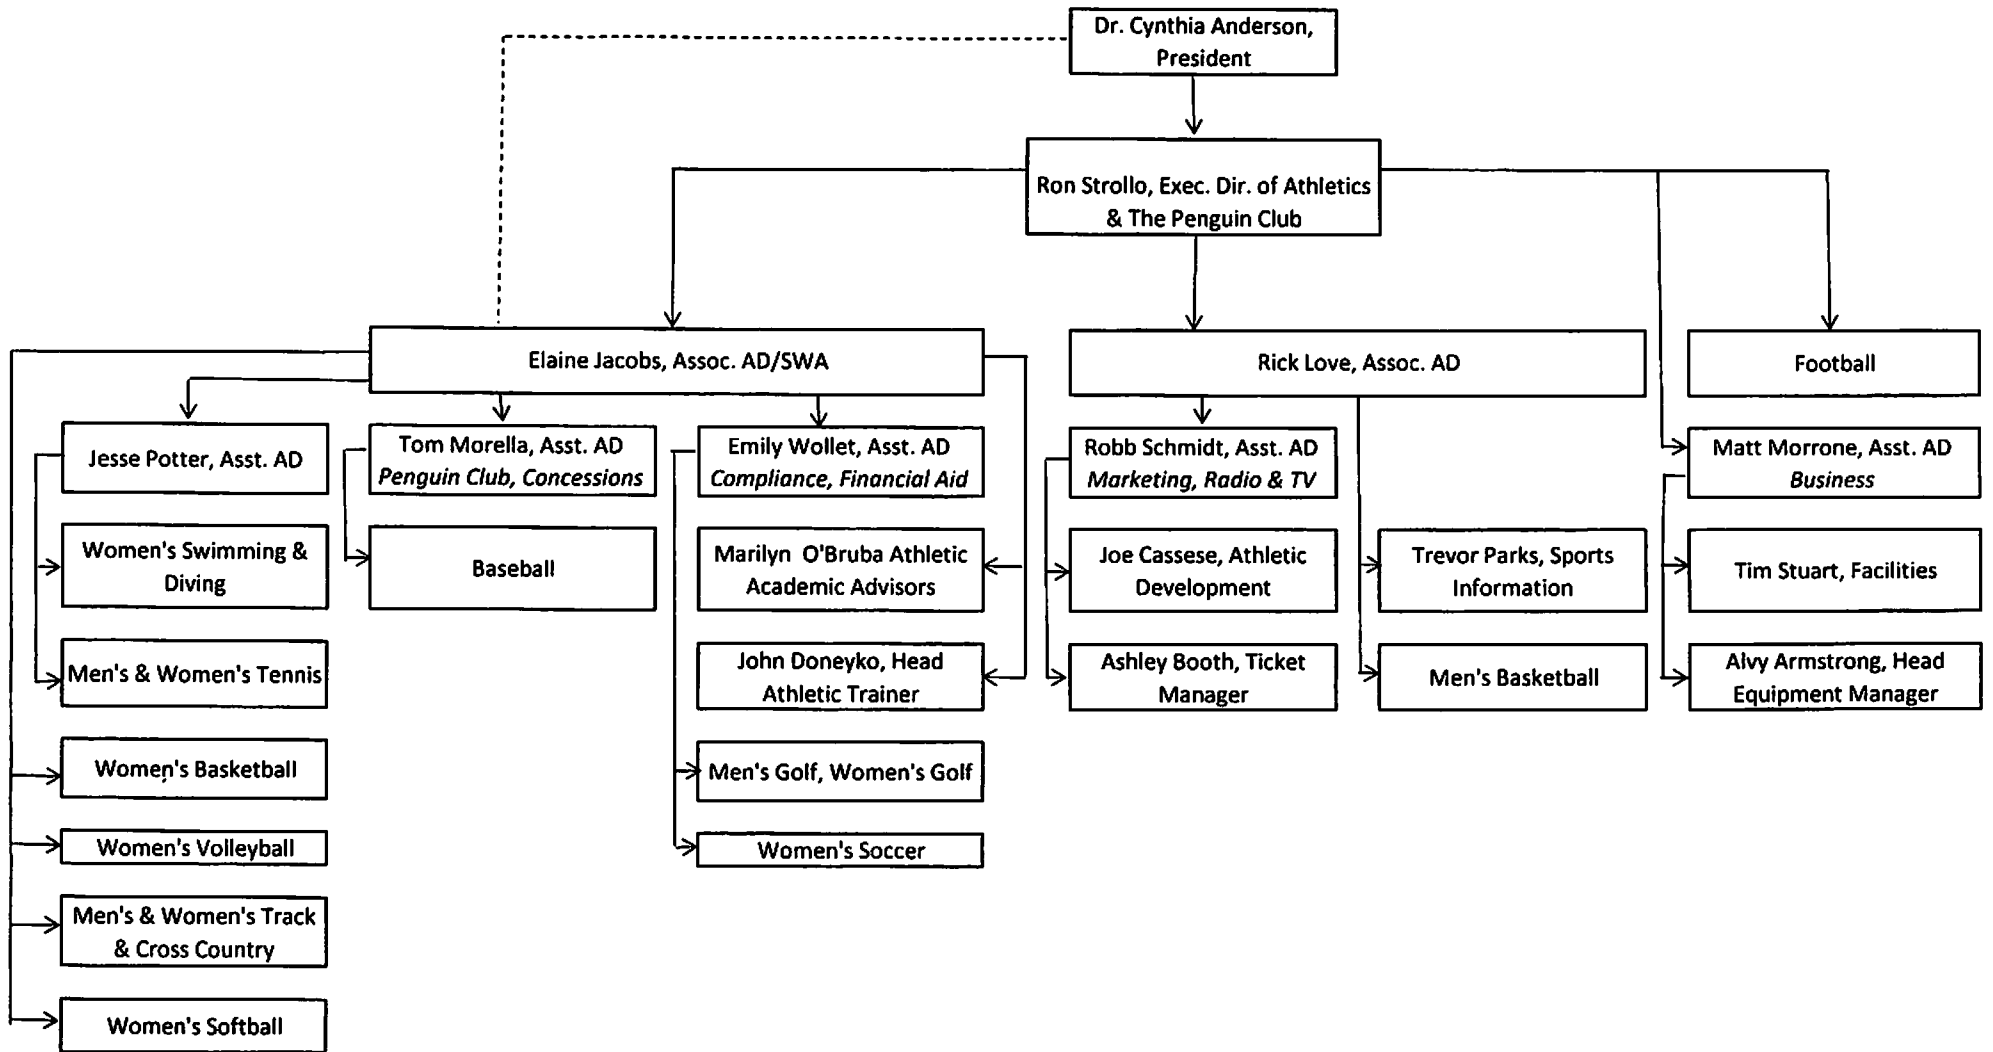 Dr. Cynthia Anderson,
President
Ron Strollo, Exec. Dir. of Athletics
& The Penguin Club
Elaine Jacobs, Assoc. AD/SWA
Rick Love, Assoc. AD
Football
Jesse Potter, Asst. AD
Tom Morella, Asst. AD
Penguin Club, Concessions
Emily Wollet, Asst. AD
Compliance, Financial Aid
Robb Schmidt, Asst. AD
Marketing, Radio & TV
Matt Morrone, Asst. AD
Business
Women's Swimming &
Diving
Baseball
Marilyn O'Bruba Athletic
Academic Advisors
Joe Cassese, Athletic
Development
Trevor Parks, Sports
Information
Tim Stuart, Facilities
Men's & Women's Tennis
John Doneyko, Head
Athletic Trainer
Ashley Booth, Ticket
Manager
Men's Basketball
Alvy Armstrong, Head
Equipment Manager
Women's Basketball
Men's Golf, Women's Golf
Women's Volleyball
Women's Soccer
Men's & Women's Track
& Cross Country
Women's Softball